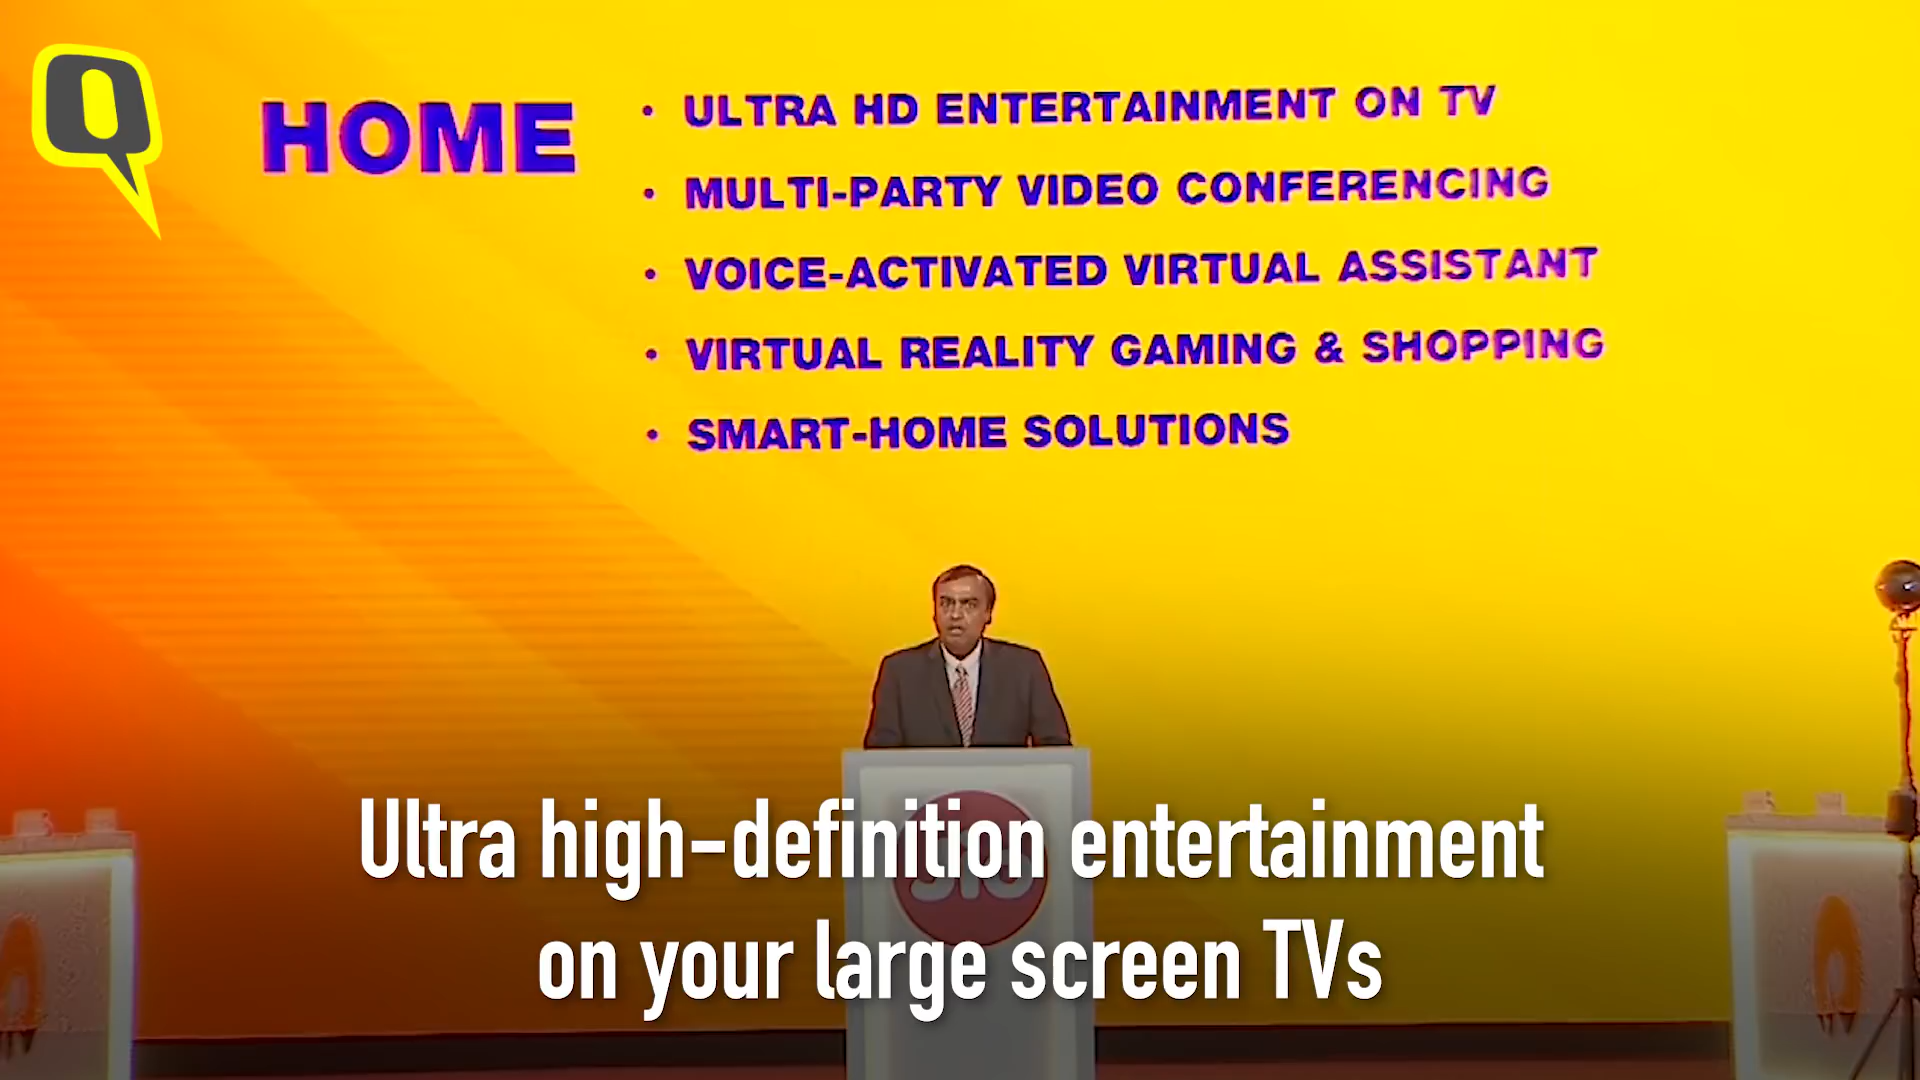 Q
HOME
• ULTRA HD ENTERTAINMENT ON TV
• MULTI-PARTY VIDEO CONFERENCING
• VOICE-ACTIVATED VIRTUAL ASSISTANT
• VIRTUAL REALITY GAMING & SHOPPING
• SMART-HOME SOLUTIONS
Jio
Ultra high-definition entertainment
on your large screen TVs